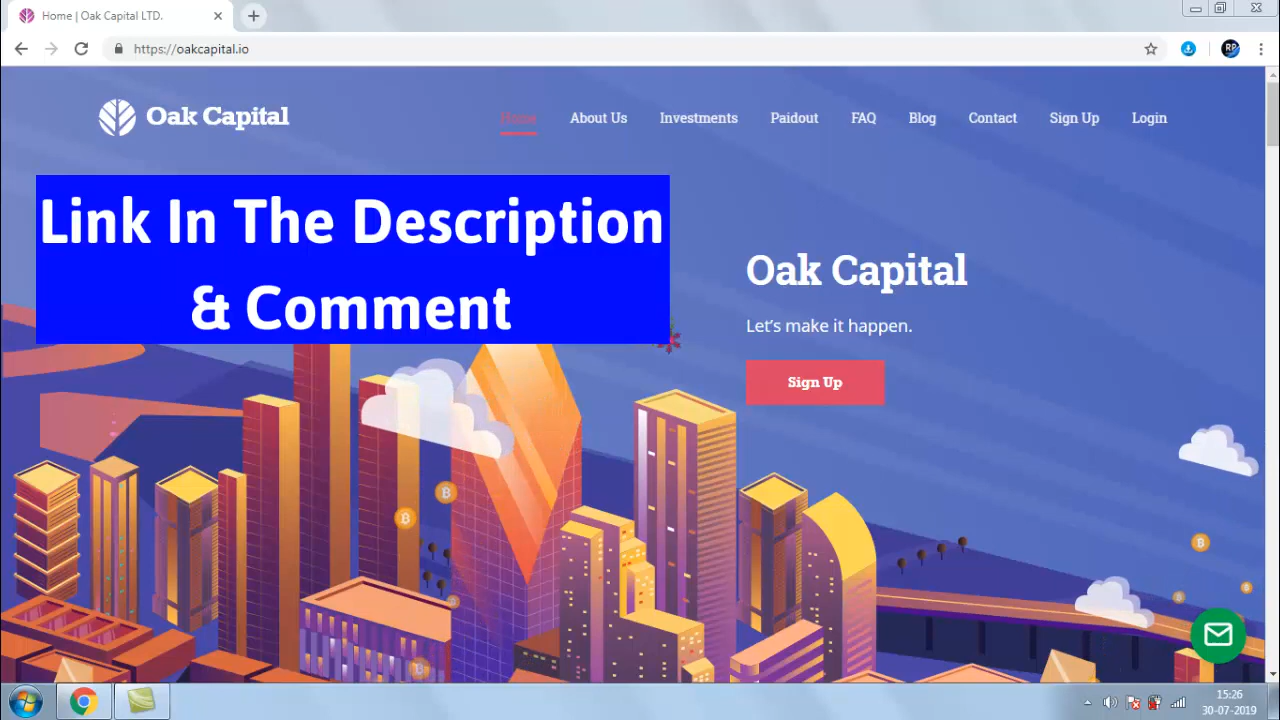 Home | Oak Capital LTD.
https://oakcapital.io
RP
Oak Capital
Home
About Us
Investments
Paidout
FAQ
Blog
Contact
Sign Up
Login
Link In The Description
& Comment
Oak Capital
Let's make it happen.
Sign Up
15:26
30-07-2019